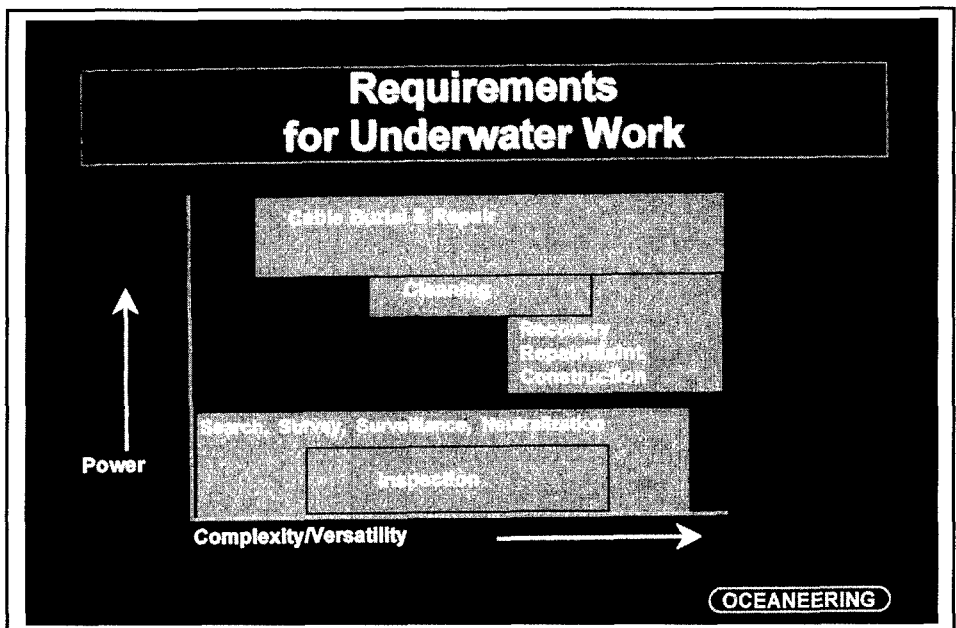 Requirements
for Underwater Work
Cable Burial & Repair
Cleaning
Recovery
Repair/Maint.
Construction
Search, Survey, Surveillance, Neutralization
Inspection
Power
Complexity/Versatility
OCEANEERING